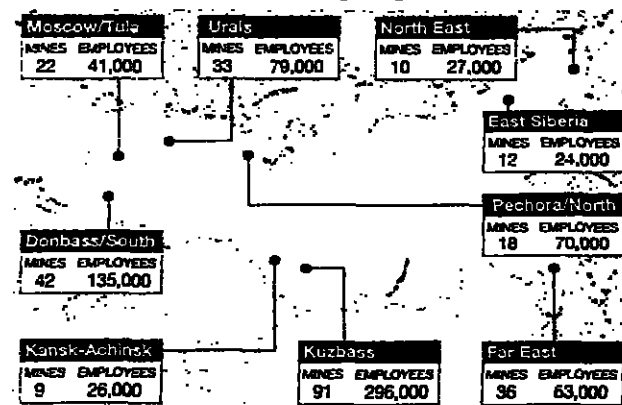 Moscow/Tula
MINES EMPLOYEES
22 41,000
Urals
MINES EMPLOYEES
33 79,000
North East
MINES EMPLOYEES
10 27,000
East Siberia
MINES EMPLOYEES
12 24,000
Pechora/North
MINES EMPLOYEES
18 70,000
Donbass/South
MINES EMPLOYEES
42 135,000
Kansk-Achinsk
MINES EMPLOYEES
9 26,000
Kuzbass
MINES EMPLOYEES
91 296,000
Far East
MINES EMPLOYEES
36 63,000